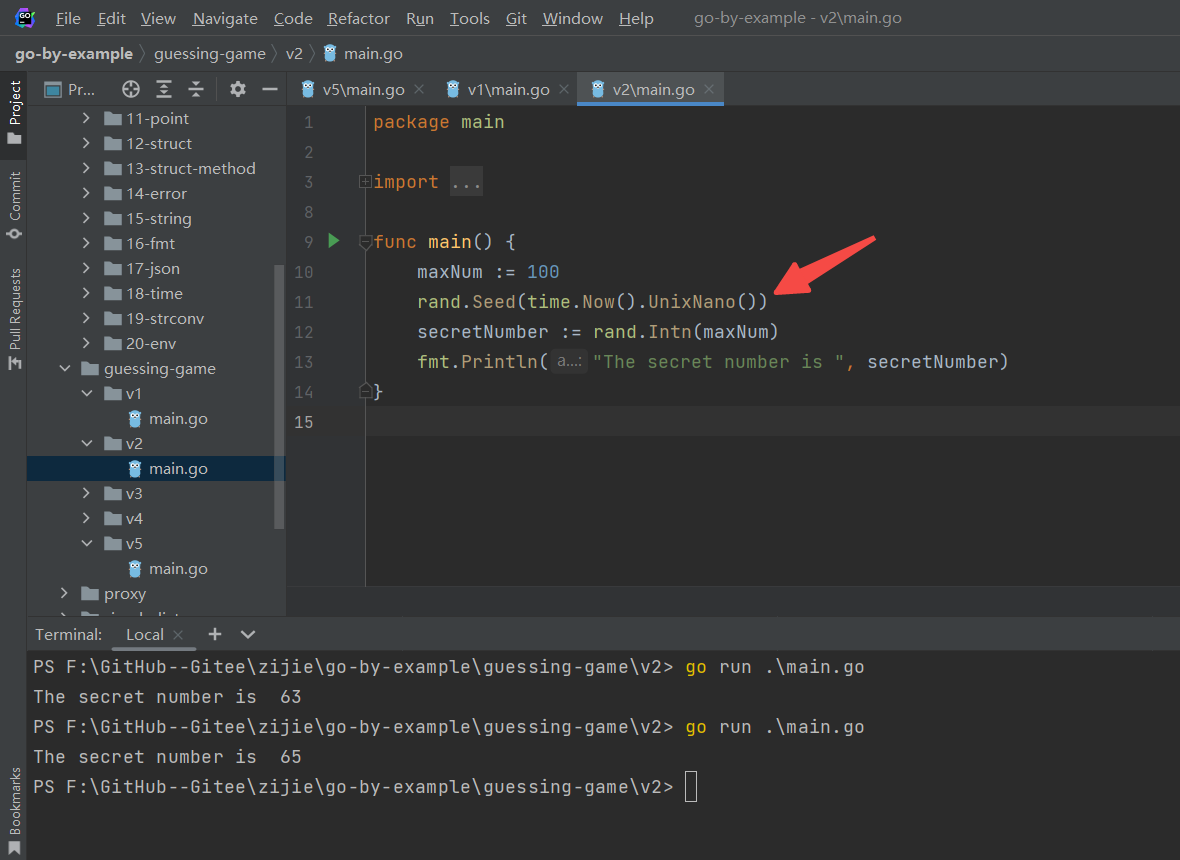 GO File Edit View Navigate Code Refactor Run Tools Git Window Help go-by-example - v2\main.go
go-by-example guessing-game v2 main.go
Project
Commit
Pull Requests
Bookmarks
Pr...
11-point
12-struct
13-struct-method
14-error
15-string
16-fmt
17-json
18-time
19-strconv
20-env
guessing-game
v1
main.go
v2
main.go
v3
v4
v5
main.go
proxy
v5\main.go v1\main.go v2\main.go
1 package main
2
3 import ...
8
9 func main() {
10 maxNum := 100
11 rand.Seed(time.Now().UnixNano())
12 secretNumber := rand.Intn(maxNum)
13 fmt.Println( a...: "The secret number is ", secretNumber)
14 }
15
Terminal: Local
PS F:\GitHub--Gitee\zijie\go-by-example\guessing-game\v2> go run .\main.go
The secret number is  63
PS F:\GitHub--Gitee\zijie\go-by-example\guessing-game\v2> go run .\main.go
The secret number is  65
PS F:\GitHub--Gitee\zijie\go-by-example\guessing-game\v2>